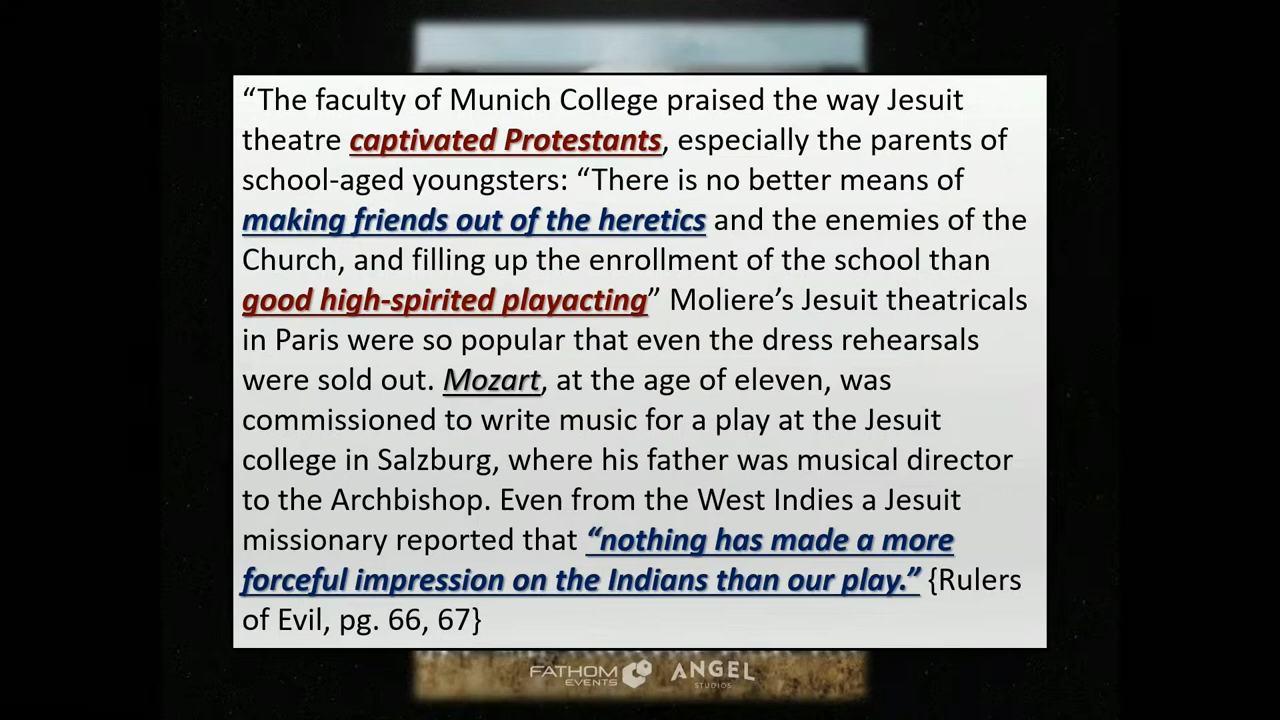 “The faculty of Munich College praised the way Jesuit
theatre captivated Protestants, especially the parents of
school-aged youngsters: “There is no better means of
making friends out of the heretics and the enemies of the
Church, and filling up the enrollment of the school than
good high-spirited playacting” Moliere’s Jesuit theatricals
in Paris were so popular that even the dress rehearsals
were sold out. Mozart, at the age of eleven, was
commissioned to write music for a play at the Jesuit
college in Salzburg, where his father was musical director
to the Archbishop. Even from the West Indies a Jesuit
missionary reported that “nothing has made a more
forceful impression on the Indians than our play.” {Rulers
of Evil, pg. 66, 67}
FATHOM EVENTS
ANGEL STUDIOS